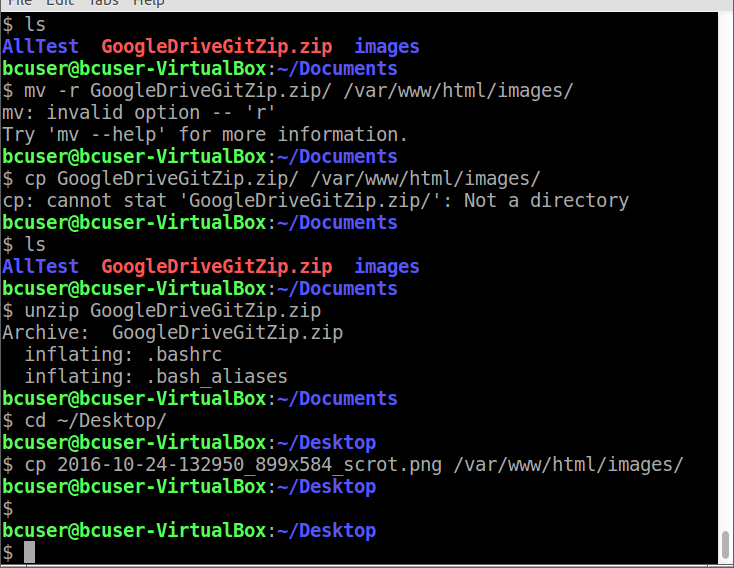 File Edit Tabs Help
$ ls
AllTest  GoogleDriveGitZip.zip  images
bcuser@bcuser-VirtualBox:~/Documents
$ mv -r GoogleDriveGitZip.zip/ /var/www/html/images/
mv: invalid option -- 'r'
Try 'mv --help' for more information.
bcuser@bcuser-VirtualBox:~/Documents
$ cp GoogleDriveGitZip.zip/ /var/www/html/images/
cp: cannot stat 'GoogleDriveGitZip.zip/': Not a directory
bcuser@bcuser-VirtualBox:~/Documents
$ ls
AllTest  GoogleDriveGitZip.zip  images
bcuser@bcuser-VirtualBox:~/Documents
$ unzip GoogleDriveGitZip.zip
Archive:  GoogleDriveGitZip.zip
  inflating: .bashrc
  inflating: .bash_aliases
bcuser@bcuser-VirtualBox:~/Documents
$ cd ~/Desktop/
bcuser@bcuser-VirtualBox:~/Desktop
$ cp 2016-10-24-132950_899x584_scrot.png /var/www/html/images/
bcuser@bcuser-VirtualBox:~/Desktop
$
bcuser@bcuser-VirtualBox:~/Desktop
$